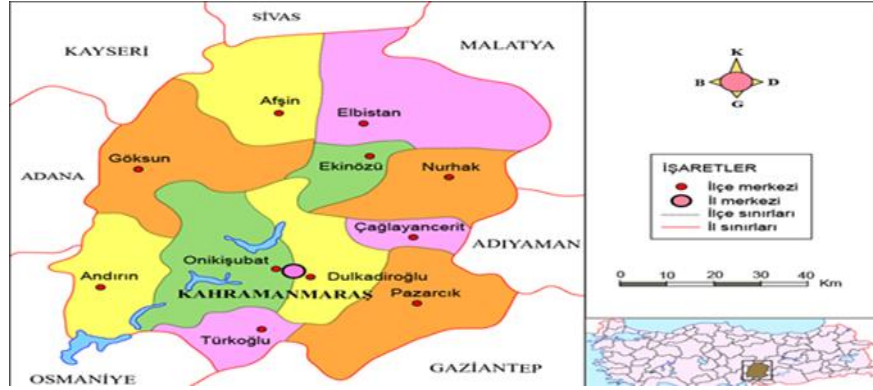 SİVAS
KAYSERİ
MALATYA
Afşin
Elbistan
Göksun
Ekinözü
Nurhak
ADANA
Çağlayancerit
ADIYAMAN
Onikişubat
Andırın
Dulkadiroğlu
KAHRAMANMARAŞ
Pazarcık
Türkoğlu
OSMANİYE
GAZİANTEP
K
B D
G
İŞARETLER
İlçe merkezi
İl merkezi
İlçe sınırları
İl sınırları
0 10 20 30 40
Km